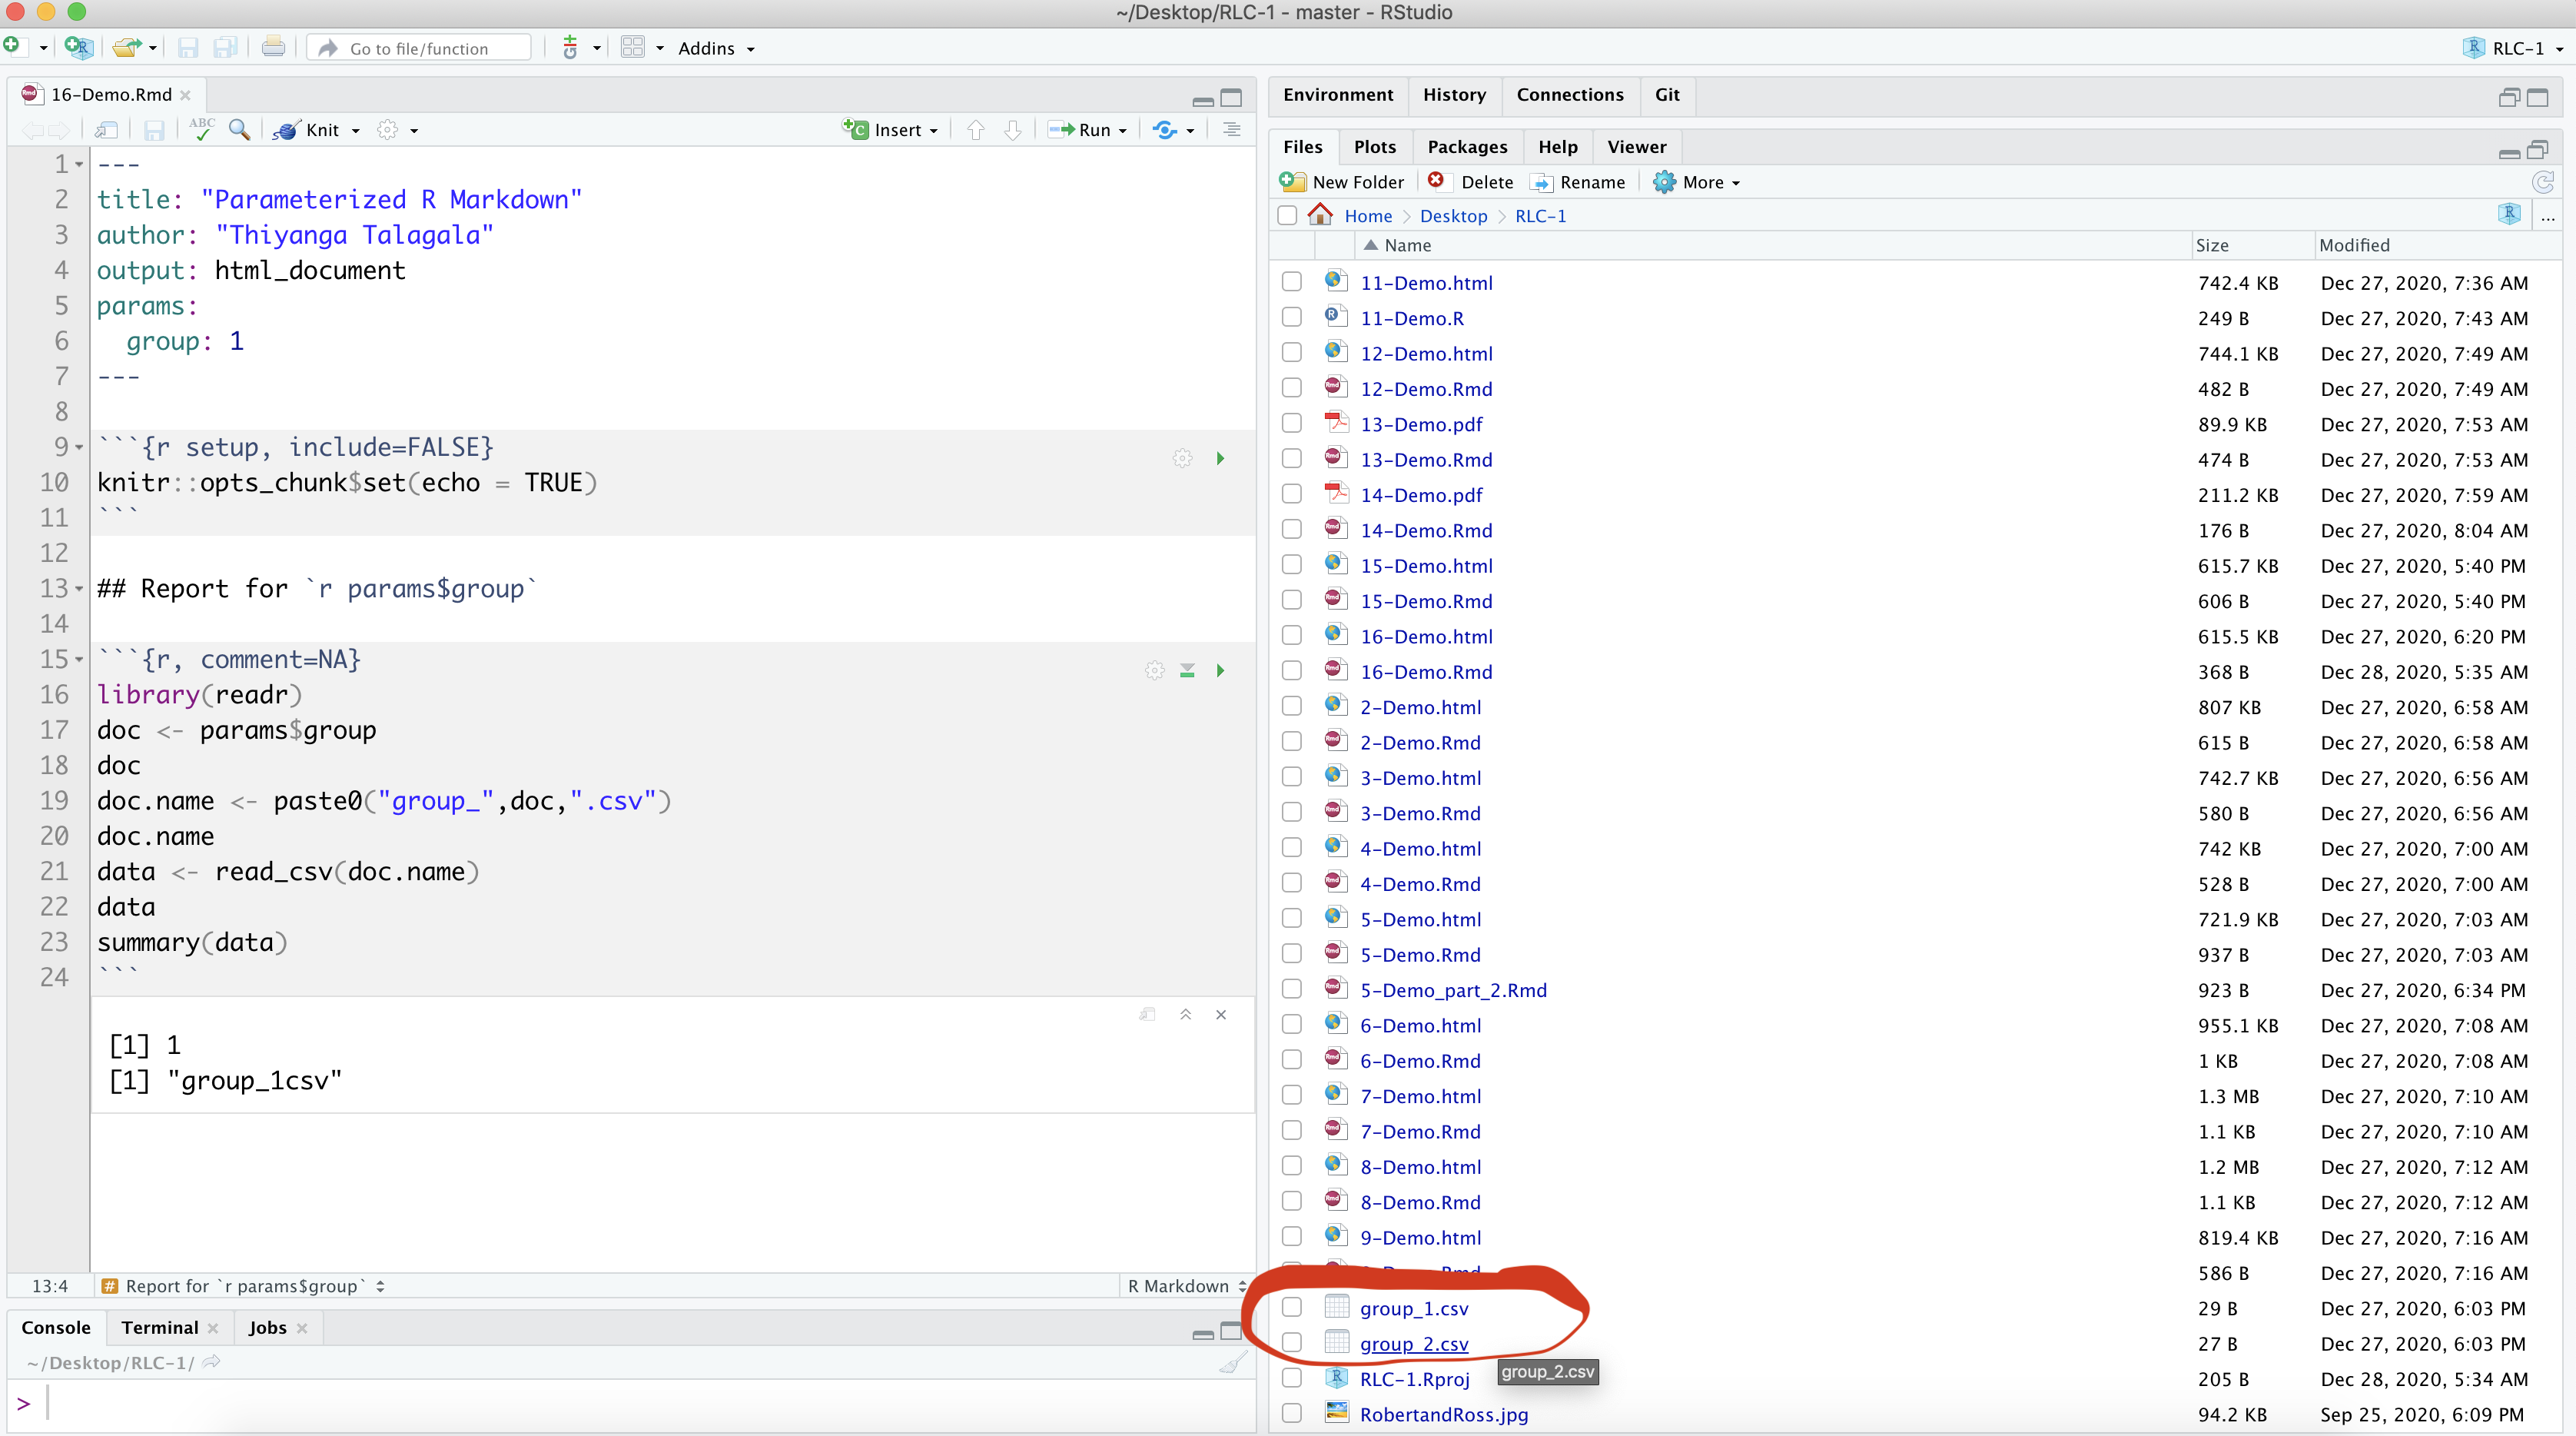 ~/Desktop/RLC-1 - master - RStudio
Go to file/function
Addins
RLC-1
16-Demo.Rmd
ABC
Knit
Insert
Run
1 ---
2 title: "Parameterized R Markdown"
3 author: "Thiyanga Talagala"
4 output: html_document
5 params:
6 group: 1
7 ---
8
9 ```{r setup, include=FALSE}
10 knitr::opts_chunk$set(echo = TRUE)
11 ```
12
13 ## Report for `r params$group`
14
15 ```{r, comment=NA}
16 library(readr)
17 doc <- params$group
18 doc
19 doc.name <- paste0("group_",doc,".csv")
20 doc.name
21 data <- read_csv(doc.name)
22 data
23 summary(data)
24 ```
[1] 1
[1] "group_1csv"
13:4 # Report for `r params$group` R Markdown
Console Terminal Jobs
~/Desktop/RLC-1/
>
Environment History Connections Git
Files Plots Packages Help Viewer
New Folder Delete Rename More
Home Desktop RLC-1 ...
Name Size Modified
11-Demo.html 742.4 KB Dec 27, 2020, 7:36 AM
11-Demo.R 249 B Dec 27, 2020, 7:43 AM
12-Demo.html 744.1 KB Dec 27, 2020, 7:49 AM
12-Demo.Rmd 482 B Dec 27, 2020, 7:49 AM
13-Demo.pdf 89.9 KB Dec 27, 2020, 7:53 AM
13-Demo.Rmd 474 B Dec 27, 2020, 7:53 AM
14-Demo.pdf 211.2 KB Dec 27, 2020, 7:59 AM
14-Demo.Rmd 176 B Dec 27, 2020, 8:04 AM
15-Demo.html 615.7 KB Dec 27, 2020, 5:40 PM
15-Demo.Rmd 606 B Dec 27, 2020, 5:40 PM
16-Demo.html 615.5 KB Dec 27, 2020, 6:20 PM
16-Demo.Rmd 368 B Dec 28, 2020, 5:35 AM
2-Demo.html 807 KB Dec 27, 2020, 6:58 AM
2-Demo.Rmd 615 B Dec 27, 2020, 6:58 AM
3-Demo.html 742.7 KB Dec 27, 2020, 6:56 AM
3-Demo.Rmd 580 B Dec 27, 2020, 6:56 AM
4-Demo.html 742 KB Dec 27, 2020, 7:00 AM
4-Demo.Rmd 528 B Dec 27, 2020, 7:00 AM
5-Demo.html 721.9 KB Dec 27, 2020, 7:03 AM
5-Demo.Rmd 937 B Dec 27, 2020, 7:03 AM
5-Demo_part_2.Rmd 923 B Dec 27, 2020, 6:34 PM
6-Demo.html 955.1 KB Dec 27, 2020, 7:08 AM
6-Demo.Rmd 1 KB Dec 27, 2020, 7:08 AM
7-Demo.html 1.3 MB Dec 27, 2020, 7:10 AM
7-Demo.Rmd 1.1 KB Dec 27, 2020, 7:10 AM
8-Demo.html 1.2 MB Dec 27, 2020, 7:12 AM
8-Demo.Rmd 1.1 KB Dec 27, 2020, 7:12 AM
9-Demo.html 819.4 KB Dec 27, 2020, 7:16 AM
586 B Dec 27, 2020, 7:16 AM
group_1.csv 29 B Dec 27, 2020, 6:03 PM
group_2.csv 27 B Dec 27, 2020, 6:03 PM
group_2.csv
RLC-1.Rproj 205 B Dec 28, 2020, 5:34 AM
RobertandRoss.jpg 94.2 KB Sep 25, 2020, 6:09 PM